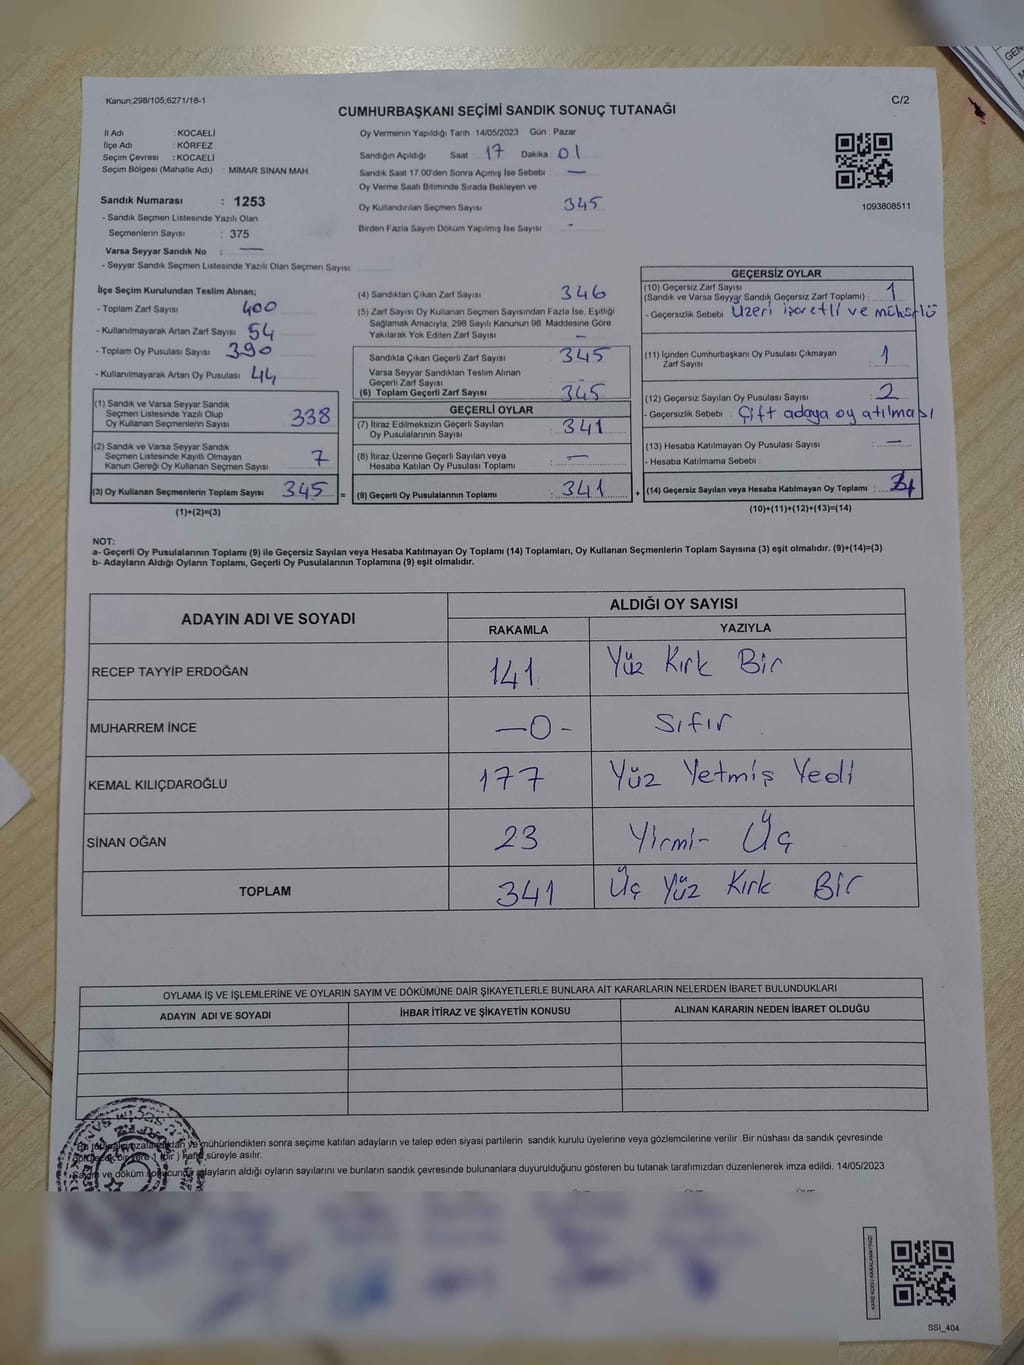 Kanun:298/105;6271/18-1
C/2
CUMHURBAŞKANI SEÇİMİ SANDIK SONUÇ TUTANAĞI
İl Adı : KOCAELİ
İlçe Adı : KÖRFEZ
Seçim Çevresi : KOCAELİ
Seçim Bölgesi (Mahalle Adı) : MİMAR SİNAN MAH.
Sandık Numarası : 1253
- Sandık Seçmen Listesinde Yazılı Olan
Seçmenlerin Sayısı : 375
Varsa Seyyar Sandık No : —
- Seyyar Sandık Seçmen Listesinde Yazılı Olan Seçmen Sayısı
Oy Vermenin Yapıldığı Tarih : 14/05/2023 Gün : Pazar
Sandığın Açıldığı Saat 17 Dakika 01
Sandık Saat 17:00'den Sonra Açımış İse Sebebi : —
Oy Verme Saati Bitiminde Sırada Bekleyen ve
Oy Kullandırılan Seçmen Sayısı 345
Birden Fazla Sayım Döküm Yapılmış İse Sayısı -
1093808511
İlçe Seçim Kurulundan Teslim Alınan;
- Toplam Zarf Sayısı 400
- Kullanılmayarak Artan Zarf Sayısı : 54
- Toplam Oy Pusulası Sayısı : 390
- Kullanılmayarak Artan Oy Pusulası : 44
(1) Sandık ve Varsa Seyyar Sandık
Seçmen Listesinde Yazılı Olup
Oy Kullanan Seçmenlerin Sayısı : 338
(2) Sandık ve Varsa Seyyar Sandık
Seçmen Listesinde Kayıtlı Olmayan
Kanun Gereği Oy Kullanan Seçmen Sayısı : 7
(3) Oy Kullanan Seçmenlerin Toplam Sayısı : 345 =
(1)+(2)=(3)
(4) Sandıktan Çıkan Zarf Sayısı : 346
(5) Zarf Sayısı Oy Kullanan Seçmen Sayısından Fazla İse, Eşitliği
Sağlamak Amacıyla, 298 Sayılı Kanunun 98. Maddesine Göre
Yakılarak Yok Edilen Zarf Sayısı : —
Sandıkta Çıkan Geçerli Zarf Sayısı : 345
Varsa Seyyar Sandıktan Teslim Alınan
Geçerli Zarf Sayısı
(6) Toplam Geçerli Zarf Sayısı : 345
GEÇERLİ OYLAR
(7) İtiraz Edilmeksizin Geçerli Sayılan
Oy Pusulalarının Sayısı : 341
(8) İtiraz Üzerine Geçerli Sayılan veya
Hesaba Katılan Oy Pusulası Toplamı : —
(9) Geçerli Oy Pusulalarının Toplamı : 341 +
GEÇERSİZ OYLAR
(10) Geçersiz Zarf Sayısı
(Sandık ve Varsa Seyyar Sandık Geçersiz Zarf Toplamı) : 1
- Geçersizlik Sebebi : Üzeri işaretli ve mühürlü
(11) İçinden Cumhurbaşkanı Oy Pusulası Çıkmayan
Zarf Sayısı : 1
(12) Geçersiz Sayılan Oy Pusulası Sayısı : 2
- Geçersizlik Sebebi : Çift adaya oy atılması
(13) Hesaba Katılmayan Oy Pusulası Sayısı : —
- Hesaba Katılmama Sebebi :
(14) Geçersiz Sayılan veya Hesaba Katılmayan Oy Toplamı :
(10)+(11)+(12)+(13)=(14)
NOT:
a- Geçerli Oy Pusulalarının Toplamı (9) ile Geçersiz Sayılan veya Hesaba Katılmayan Oy Toplamı (14) Toplamları, Oy Kullanan Seçmenlerin Toplam Sayısına (3) eşit olmalıdır. (9)+(14)=(3)
b- Adayların Aldığı Oyların Toplamı, Geçerli Oy Pusulalarının Toplamına (9) eşit olmalıdır.
ADAYIN ADI VE SOYADI ALDIĞI OY SAYISI
RAKAMLA YAZIYLA
RECEP TAYYİP ERDOĞAN 141 Yüz Kırk Bir
MUHARREM İNCE —0- Sıfır
KEMAL KILIÇDAROĞLU 177 Yüz Yetmiş Yedi
SİNAN OĞAN 23 Yirmi- Üç
TOPLAM 341 Üç Yüz Kırk Bir
OYLAMA İŞ VE İŞLEMLERİNE VE OYLARIN SAYIM VE DÖKÜMÜNE DAİR ŞİKAYETLERLE BUNLARA AİT KARARLARIN NELERDEN İBARET BULUNDUKLARI
ADAYIN ADI VE SOYADI İHBAR İTİRAZ VE ŞİKAYETİN KONUSU ALINAN KARARIN NEDEN İBARET OLDUĞU
mühürlendikten sonra seçime katılan adayların ve talep eden siyasi partilerin sandık kurulu üyelerine veya gözlemcilerine verilir. Bir nüshası da sandık çevresinde
süreyle asılır.
adayların aldığı oyların sayılarını ve bunların sandık çevresinde bulunanlara duyurulduğunu gösteren bu tutanak tarafımızdan düzenlenerek imza edildi. 14/05/2023
SSI_404